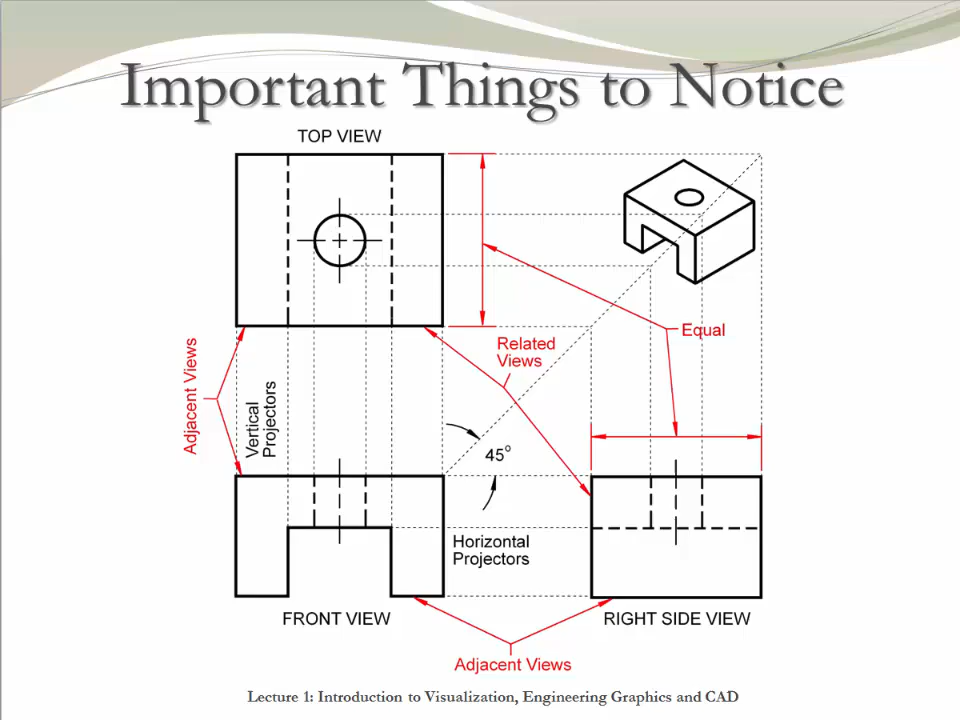 Important Things to Notice
TOP VIEW
Equal
Related
Views
Adjacent Views
Vertical
Projectors
45°
Horizontal
Projectors
FRONT VIEW
RIGHT SIDE VIEW
Adjacent Views
Lecture 1: Introduction to Visualization, Engineering Graphics and CAD